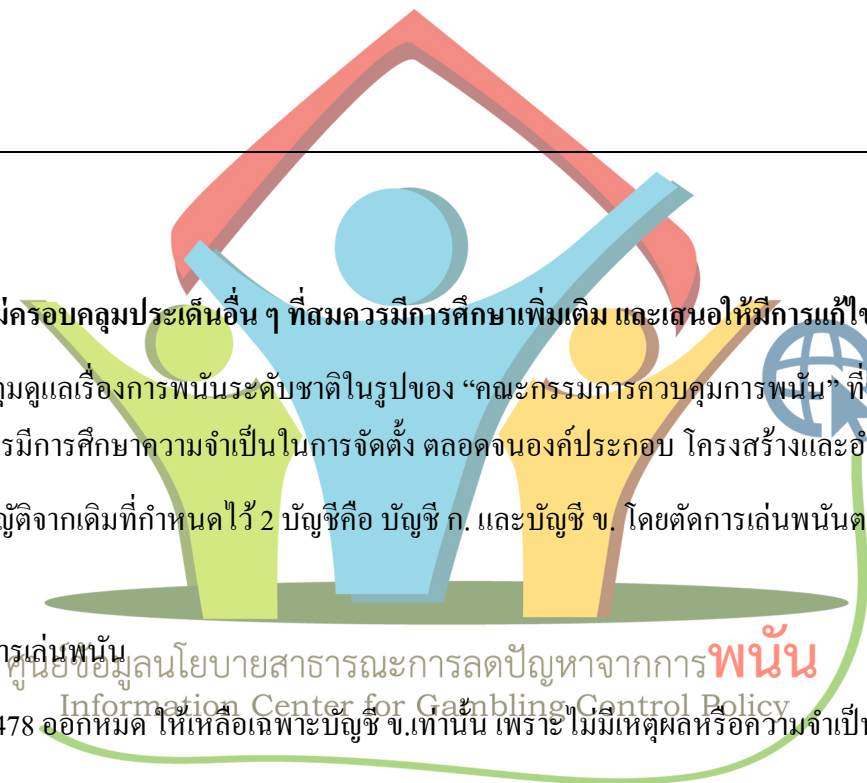 ม่ครอบคลุมประเด็นอื่น ๆ ที่สมควรมีการศึกษาเพิ่มเติม และเสนอให้มีการแก้ไข
ุมดูแลเรื่องการพนันระดับชาติในรูปของ “คณะกรรมการควบคุมการพนัน” ที่
รมีการศึกษาความจำเป็นในการจัดตั้ง ตลอดจนองค์ประกอบ โครงสร้างและอำ
ญัติจากเดิมที่กำหนดไว้ 2 บัญชีคือ บัญชี ก. และบัญชี ข. โดยตัดการเล่นพนันต
ารเล่นพนัน
ศูนย์ข้อมูลนโยบายสาธารณะการลดปัญหาจากการพนัน
Information Center for Gambling Control Policy
478 ออกหมด ให้เหลือเฉพาะบัญชี ข.เท่านั้น เพราะไม่มีเหตุผลหรือความจำเป็น